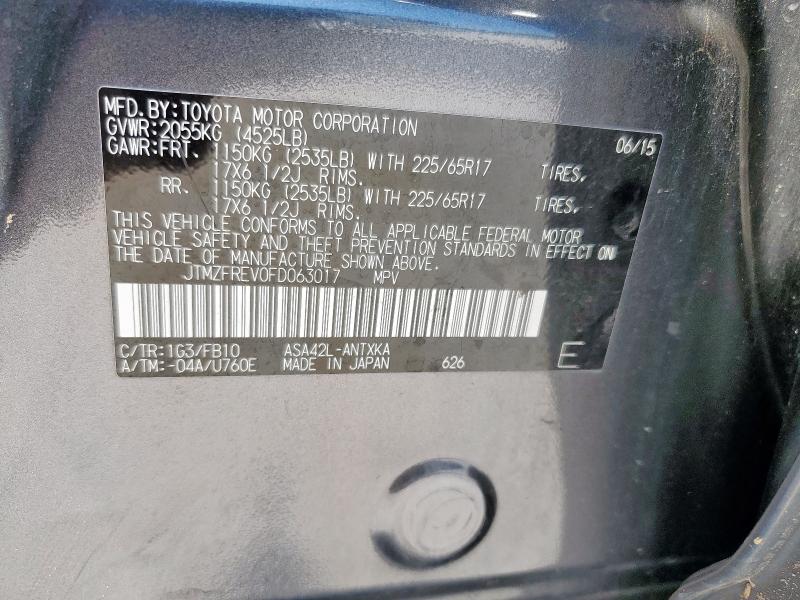 MFD. BY: TOYOTA MOTOR CORPORATION 06/15
GVWR: 2055KG (4525LB)
GAWR: FRT. 1150KG (2535LB) WITH 225/65R17 TIRES,
17X6 1/2J RIMS.
RR. 1150KG (2535LB) WITH 225/65R17 TIRES,
17X6 1/2J RIMS.
THIS VEHICLE CONFORMS TO ALL APPLICABLE FEDERAL MOTOR
VEHICLE SAFETY AND THEFT PREVENTION STANDARDS IN EFFECT ON
THE DATE OF MANUFACTURE SHOWN ABOVE.
JTMZFREV0FD063017 MPV
C/TR: 1G3/FB10 ASA42L-ANTXKA
A/TM: -04A/U760E MADE IN JAPAN 626 E